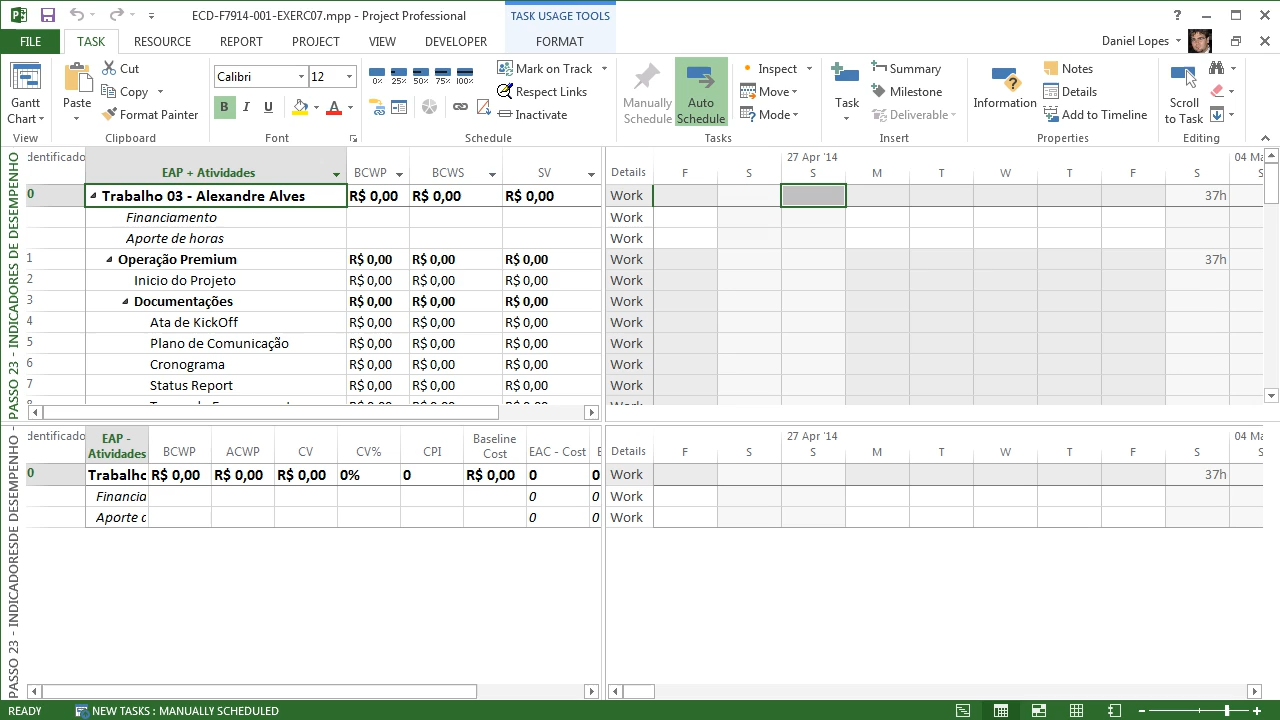 ECD-F7914-001-EXERC07.mpp - Project Professional
TASK USAGE TOOLS
FILE TASK RESOURCE REPORT PROJECT VIEW DEVELOPER FORMAT
Daniel Lopes
Gantt Chart
View
Paste
Cut
Copy
Format Painter
Clipboard
Calibri 12
B I U A
Font
0% 25% 50% 75% 100%
Mark on Track
Respect Links
Inactivate
Schedule
Manually Schedule
Auto Schedule
Inspect
Move
Mode
Tasks
Task
Summary
Milestone
Deliverable
Insert
Information
Notes
Details
Add to Timeline
Properties
Scroll to Task
Editing
PASSO 23 - INDICADORES DE DESEMPENHO
dentificado EAP + Atividades BCWP BCWS SV
0 Trabalho 03 - Alexandre Alves R$ 0,00 R$ 0,00 R$ 0,00
Financiamento
Aporte de horas
1 Operação Premium R$ 0,00 R$ 0,00 R$ 0,00
2 Inicio do Projeto R$ 0,00 R$ 0,00 R$ 0,00
3 Documentações R$ 0,00 R$ 0,00 R$ 0,00
4 Ata de KickOff R$ 0,00 R$ 0,00 R$ 0,00
5 Plano de Comunicação R$ 0,00 R$ 0,00 R$ 0,00
6 Cronograma R$ 0,00 R$ 0,00 R$ 0,00
7 Status Report R$ 0,00 R$ 0,00 R$ 0,00
27 Apr '14 04 Ma
Details F S S M T W T F S S
Work 37h
Work
Work
Work 37h
Work
Work
Work
Work
Work
Work
PASSO 23 - INDICADORESDE DESEMPENHO -
dentificado EAP - Atividades BCWP ACWP CV CV% CPI Baseline Cost EAC - Cost E
0 Trabalho R$ 0,00 R$ 0,00 R$ 0,00 0% 0 R$ 0,00 0 0
Financia 0 0
Aporte c 0 0
27 Apr '14 04 Ma
Details F S S M T W T F S S
Work 37h
Work
Work
READY NEW TASKS : MANUALLY SCHEDULED